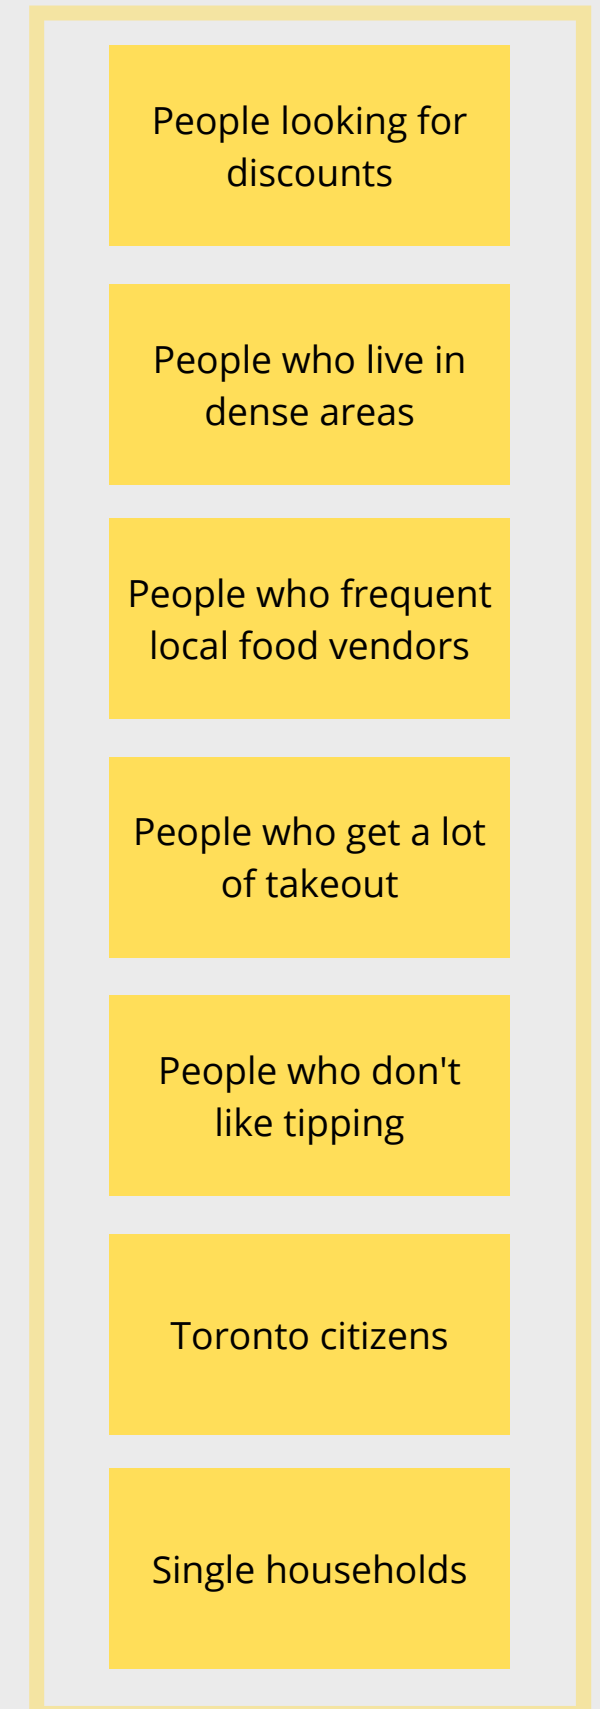 People looking for
discounts
People who live in
dense areas
People who frequent
local food vendors
People who get a lot
of takeout
People who don't
like tipping
Toronto citizens
Single households